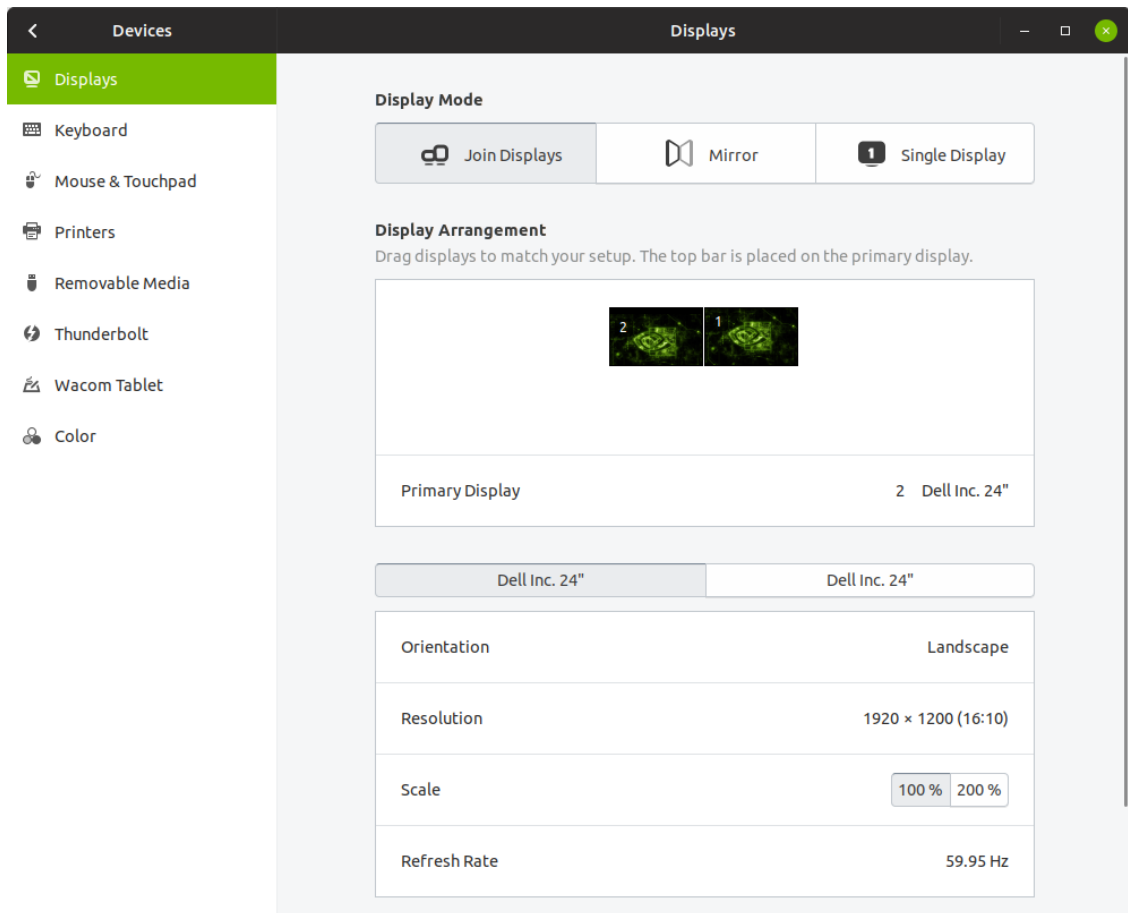 Devices
Displays
Displays
Keyboard
Mouse & Touchpad
Printers
Removable Media
Thunderbolt
Wacom Tablet
Color
Display Mode
Join Displays
Mirror
1
Single Display
Display Arrangement
Drag displays to match your setup. The top bar is placed on the primary display.
2
1
Primary Display
2 Dell Inc. 24"
Dell Inc. 24"
Dell Inc. 24"
Orientation
Landscape
Resolution
1920 × 1200 (16∶10)
Scale
100 %
200 %
Refresh Rate
59.95 Hz